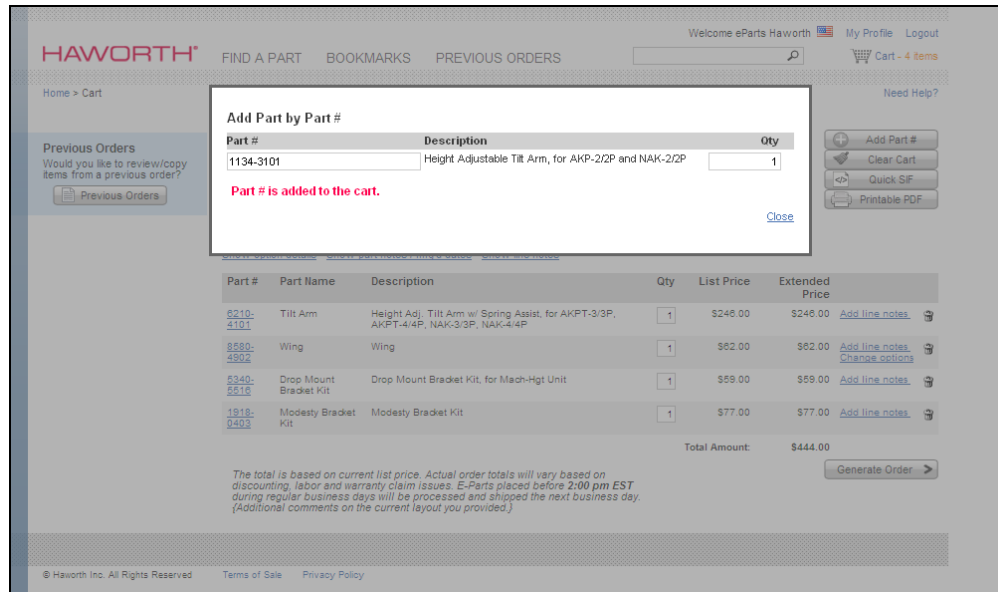 Welcome eParts Haworth My Profile Logout
HAWORTH®
FIND A PART BOOKMARKS PREVIOUS ORDERS
Cart - 4 items
Home > Cart
Need Help?
Previous Orders
Would you like to review/copy
items from a previous order?
Previous Orders
Add Part by Part #
Part # Description Qty
1134-3101 Height Adjustable Tilt Arm, for AKP-2/2P and NAK-2/2P 1
Part # is added to the cart.
Close
Add Part #
Clear Cart
Quick SIF
Printable PDF
Part # Part Name Description Qty List Price Extended
Price
6210-
4101
Tilt Arm
Height Adj. Tilt Arm w/ Spring Assist, for AKPT-3/3P,
AKPT-4/4P, NAK-3/3P, NAK-4/4P
1 $246.00 $246.00 Add line notes
8580-
4902
Wing Wing 1 $62.00 $62.00 Add line notes
Change options
5340-
5516
Drop Mount
Bracket Kit
Drop Mount Bracket Kit, for Mach-Hgt Unit 1 $59.00 $59.00 Add line notes
1918-
0403
Modesty Bracket
Kit
Modesty Bracket Kit 1 $77.00 $77.00 Add line notes
Total Amount: $444.00
Generate Order >
The total is based on current list price. Actual order totals will vary based on
discounting, labor and warranty claim issues. E-Parts placed before 2:00 pm EST
during regular business days will be processed and shipped the next business day.
{Additional comments on the current layout you provided.}
© Haworth Inc. All Rights Reserved Terms of Sale Privacy Policy